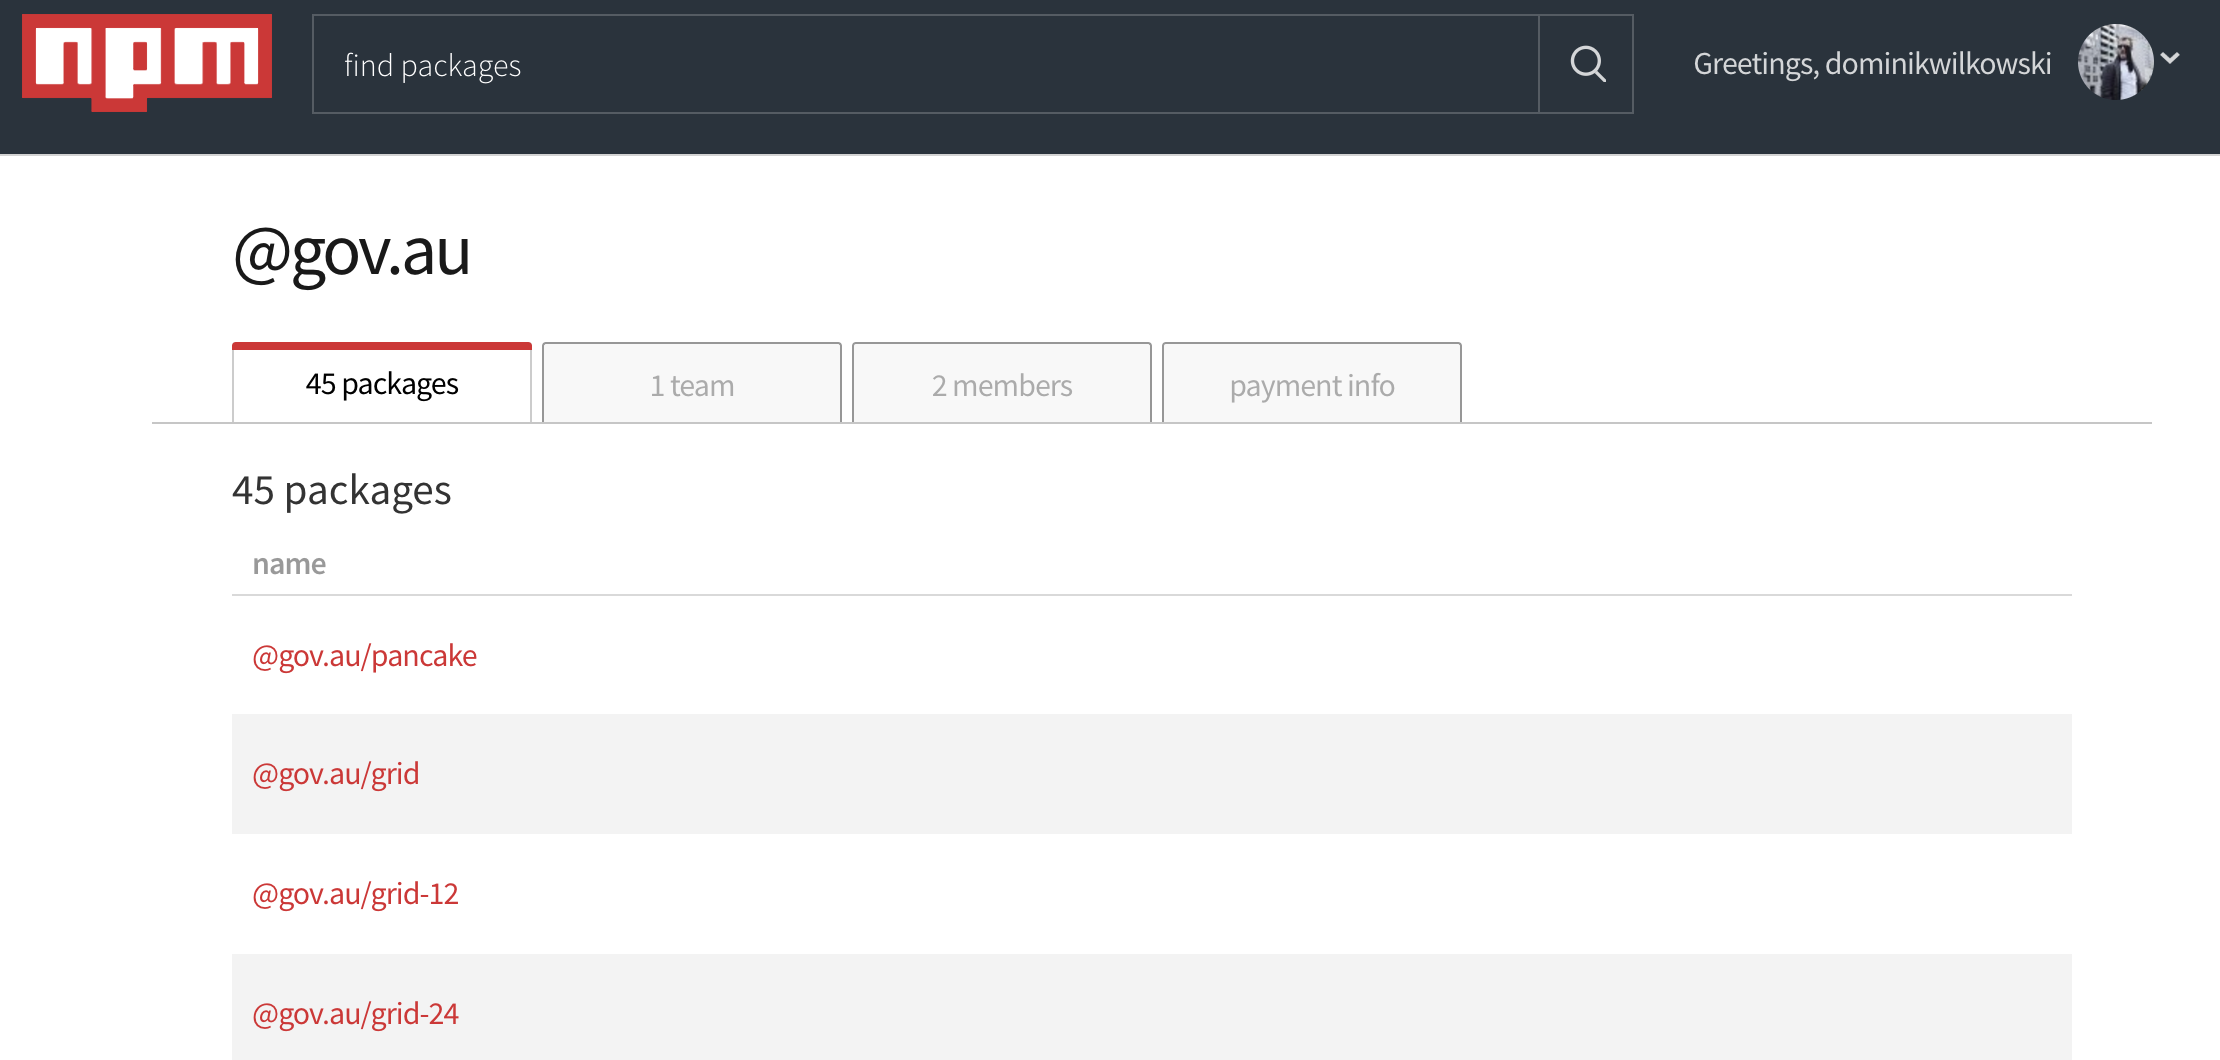 npm
find packages
Greetings, dominikwilkowski
@gov.au
45 packages
1 team
2 members
payment info
45 packages
name
@gov.au/pancake
@gov.au/grid
@gov.au/grid-12
@gov.au/grid-24